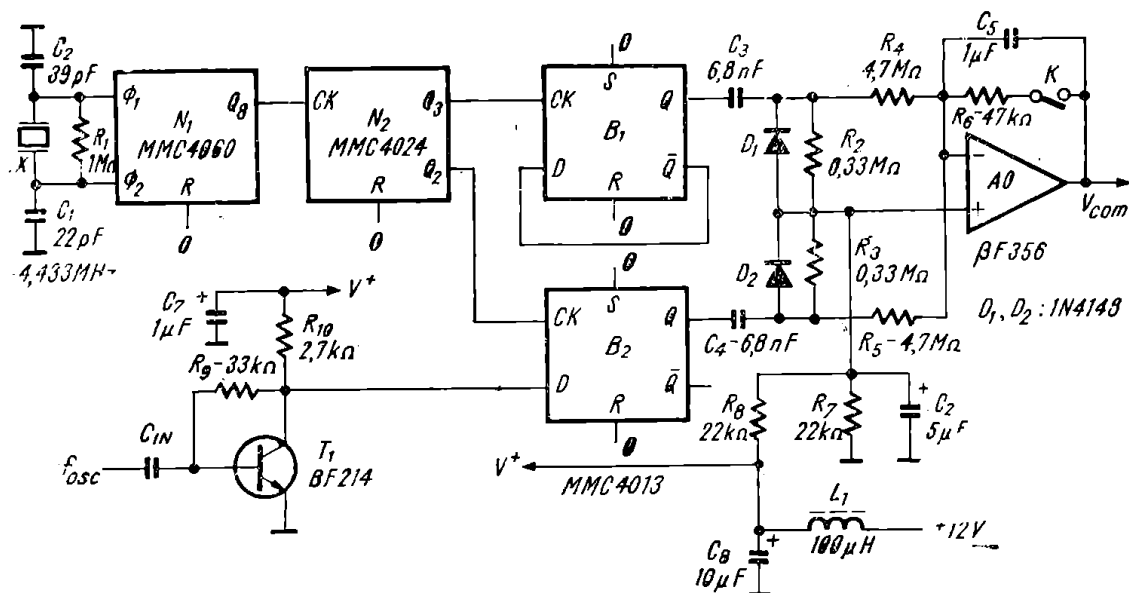 C2
39pF
X
R1
1MΩ
C1
22pF
4,433MH
Φ1
Φ2
Q8
N1
MMC4060
R
0
CK
Q3
Q2
N2
MMC4024
R
0
0
S
CK
Q
B1
D
Q̄
R
0
0
S
CK
Q
B2
D
Q̄
R
0
MMC4013
C3
6,8nF
D1
R2
0,33MΩ
D2
R3
0,33MΩ
C4-6,8nF
R4
4,7MΩ
R5-4,7MΩ
C5
1μF
K
R6-47kΩ
-
+
AO
βF356
Vcom
D1, D2 : 1N4148
C7
+
1μF
V+
R10
2,7kΩ
R9-33kΩ
CIN
fosc
T1
BF214
R8
22kΩ
R7
22kΩ
+
C2
5μF
V+
L1
100μH
+12V
C8
+
10μF